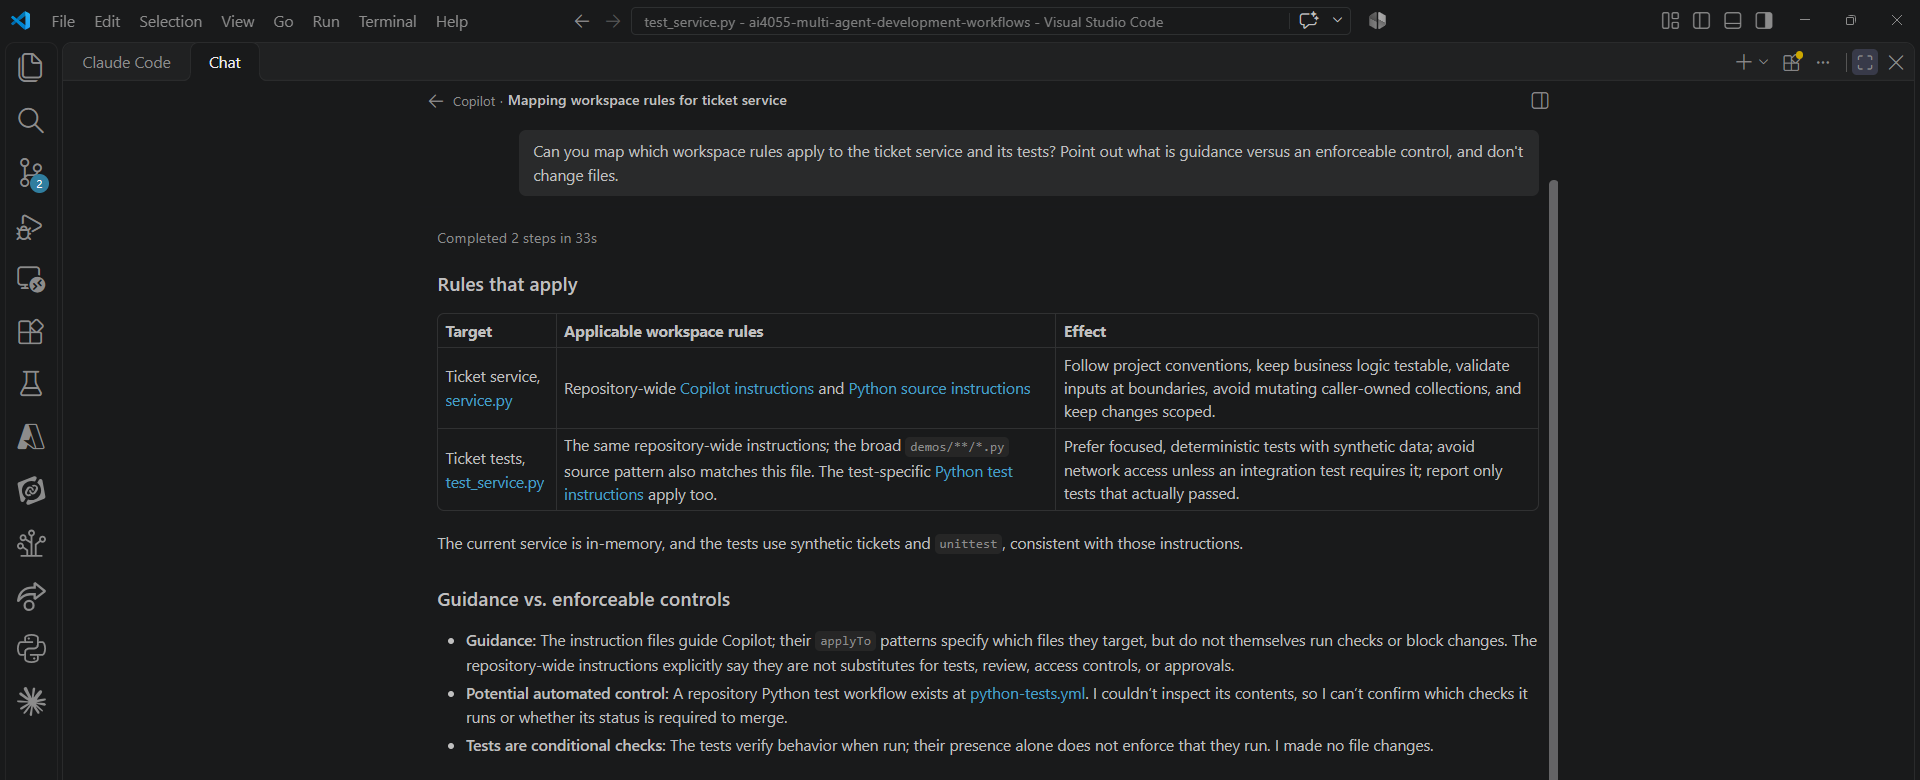 File Edit Selection View Go Run Terminal Help
test_service.py - ai4055-multi-agent-development-workflows - Visual Studio Code
Claude Code
Chat
Copilot · Mapping workspace rules for ticket service
Can you map which workspace rules apply to the ticket service and its tests? Point out what is guidance versus an enforceable control, and don't
change files.
2
Completed 2 steps in 33s
Rules that apply
Target
Applicable workspace rules
Effect
Ticket service,
service.py
Repository-wide Copilot instructions and Python source instructions
Follow project conventions, keep business logic testable, validate
inputs at boundaries, avoid mutating caller-owned collections, and
keep changes scoped.
Ticket tests,
test_service.py
The same repository-wide instructions; the broad demos/**/*.py
source pattern also matches this file. The test-specific Python test
instructions apply too.
Prefer focused, deterministic tests with synthetic data; avoid
network access unless an integration test requires it; report only
tests that actually passed.
The current service is in-memory, and the tests use synthetic tickets and unittest, consistent with those instructions.
Guidance vs. enforceable controls
• Guidance: The instruction files guide Copilot; their applyTo patterns specify which files they target, but do not themselves run checks or block changes. The
repository-wide instructions explicitly say they are not substitutes for tests, review, access controls, or approvals.
• Potential automated control: A repository Python test workflow exists at python-tests.yml. I couldn't inspect its contents, so I can't confirm which checks it
runs or whether its status is required to merge.
• Tests are conditional checks: The tests verify behavior when run; their presence alone does not enforce that they run. I made no file changes.